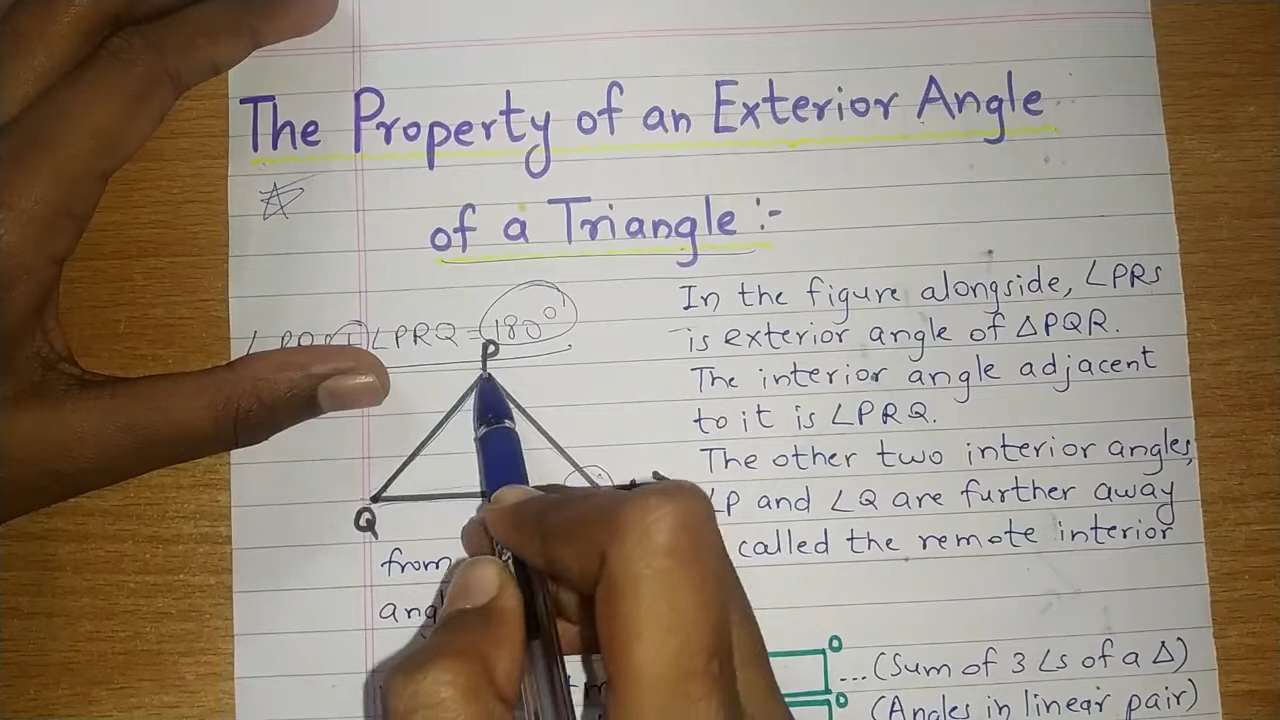 The Property of an Exterior Angle
of a Triangle :-
In the figure alongside, ∠PRS
∠PRQ = 180°
is exterior angle of △PQR.
P
The interior angle adjacent
to it is ∠PRQ.
The other two interior angles,
∠P and ∠Q are further away
Q
called the remote interior
from
...(Sum of 3 ∠s of a △)
(Angles in linear pair)